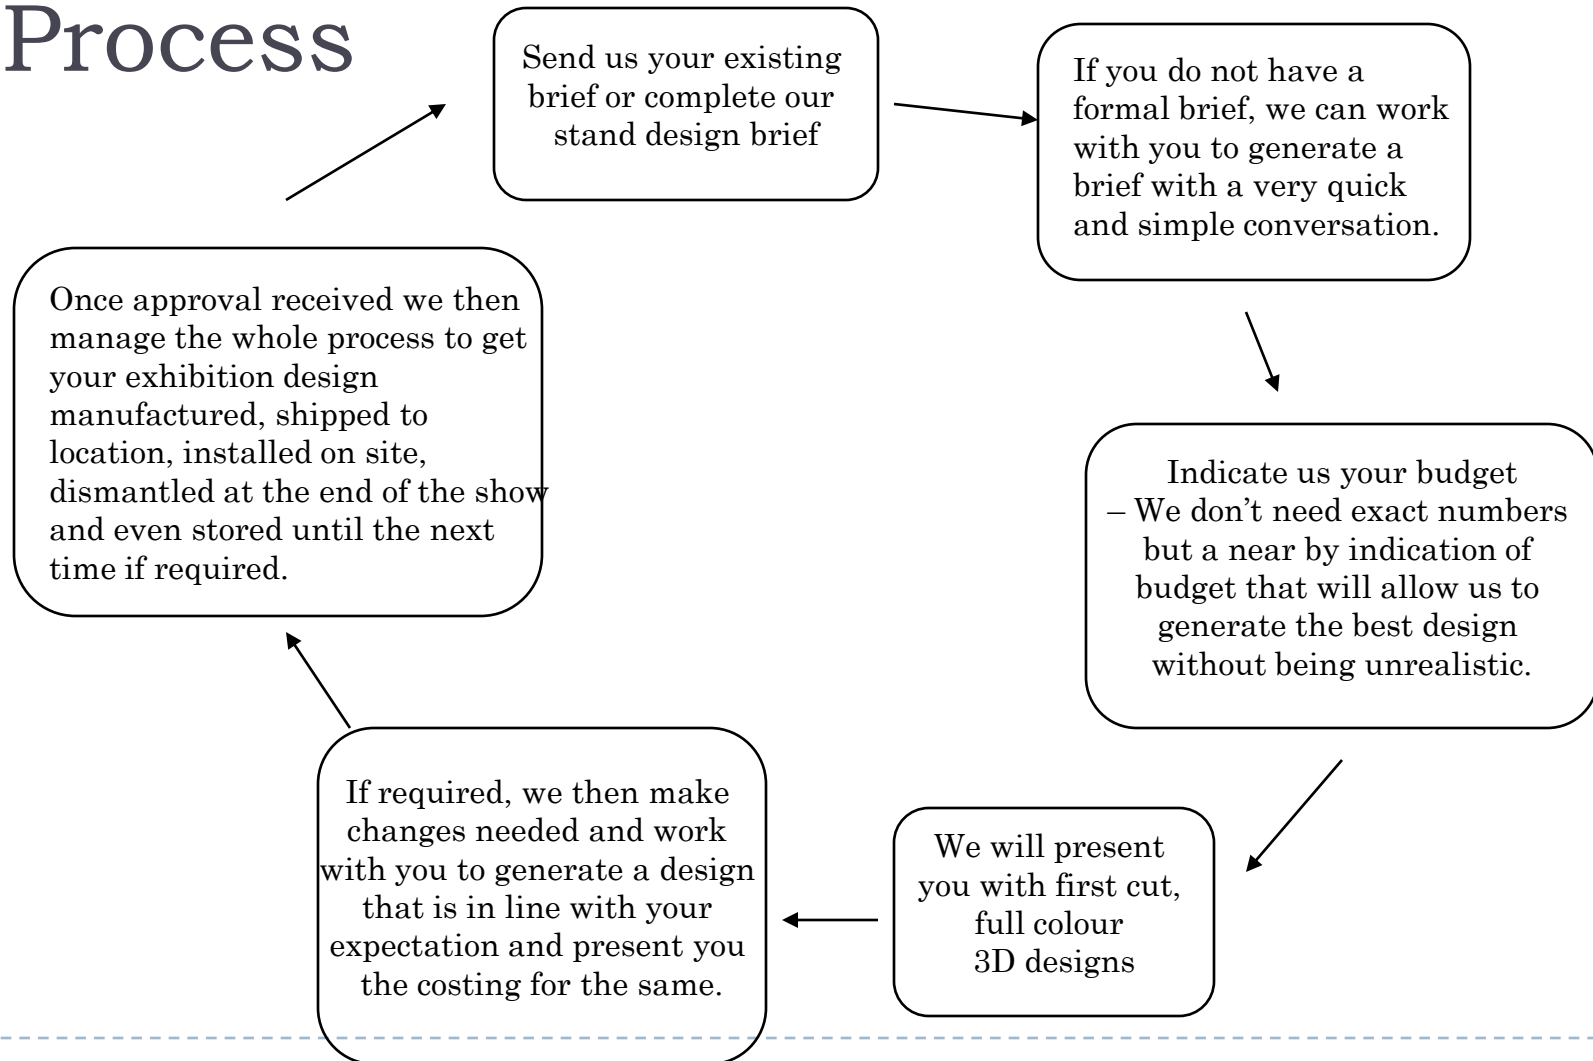 Process
Send us your existing
brief or complete our
stand design brief
If you do not have a
formal brief, we can work
with you to generate a
brief with a very quick
and simple conversation.
Indicate us your budget
– We don’t need exact numbers
but a near by indication of
budget that will allow us to
generate the best design
without being unrealistic.
We will present
you with first cut,
full colour
3D designs
If required, we then make
changes needed and work
with you to generate a design
that is in line with your
expectation and present you
the costing for the same.
Once approval received we then
manage the whole process to get
your exhibition design
manufactured, shipped to
location, installed on site,
dismantled at the end of the show
and even stored until the next
time if required.